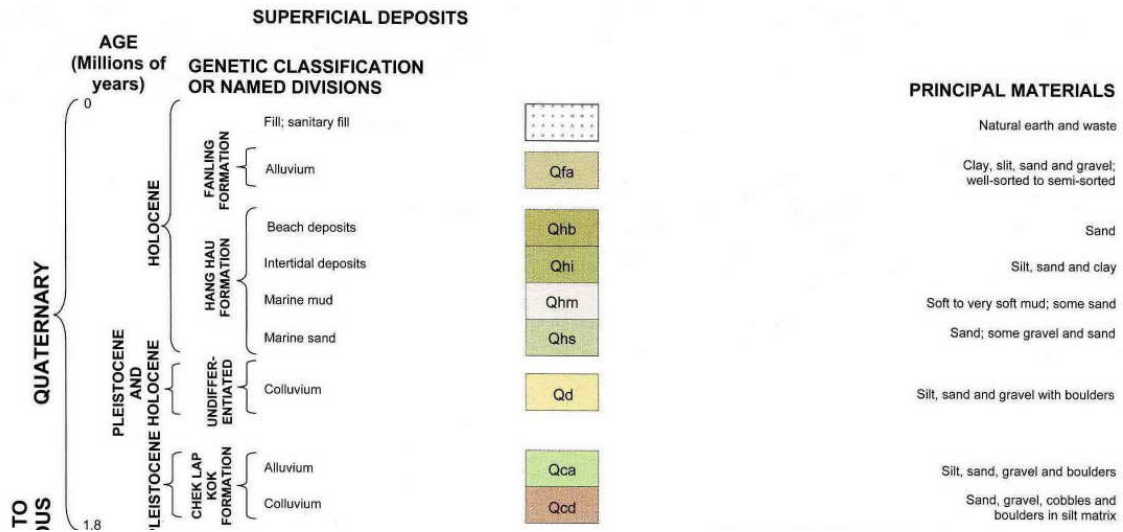 SUPERFICIAL DEPOSITS
AGE
(Millions of
years)
GENETIC CLASSIFICATION
OR NAMED DIVISIONS
PRINCIPAL MATERIALS
0
QUATERNARY
HOLOCENE
Fill; sanitary fill
Natural earth and waste
FANLING
FORMATION
Alluvium
Qfa
Clay, slit, sand and gravel;
well-sorted to semi-sorted
HANG HAU
FORMATION
Beach deposits
Qhb
Sand
Intertidal deposits
Qhi
Silt, sand and clay
Marine mud
Qhm
Soft to very soft mud; some sand
Marine sand
Qhs
Sand; some gravel and sand
PLEISTOCENE
AND
HOLOCENE
UNDIFFER-
ENTIATED
Colluvium
Qd
Silt, sand and gravel with boulders
PLEISTOCENE
CHEK LAP
KOK
FORMATION
Alluvium
Qca
Silt, sand, gravel and boulders
Colluvium
Qcd
Sand, gravel, cobbles and
boulders in silt matrix
1.8
TO